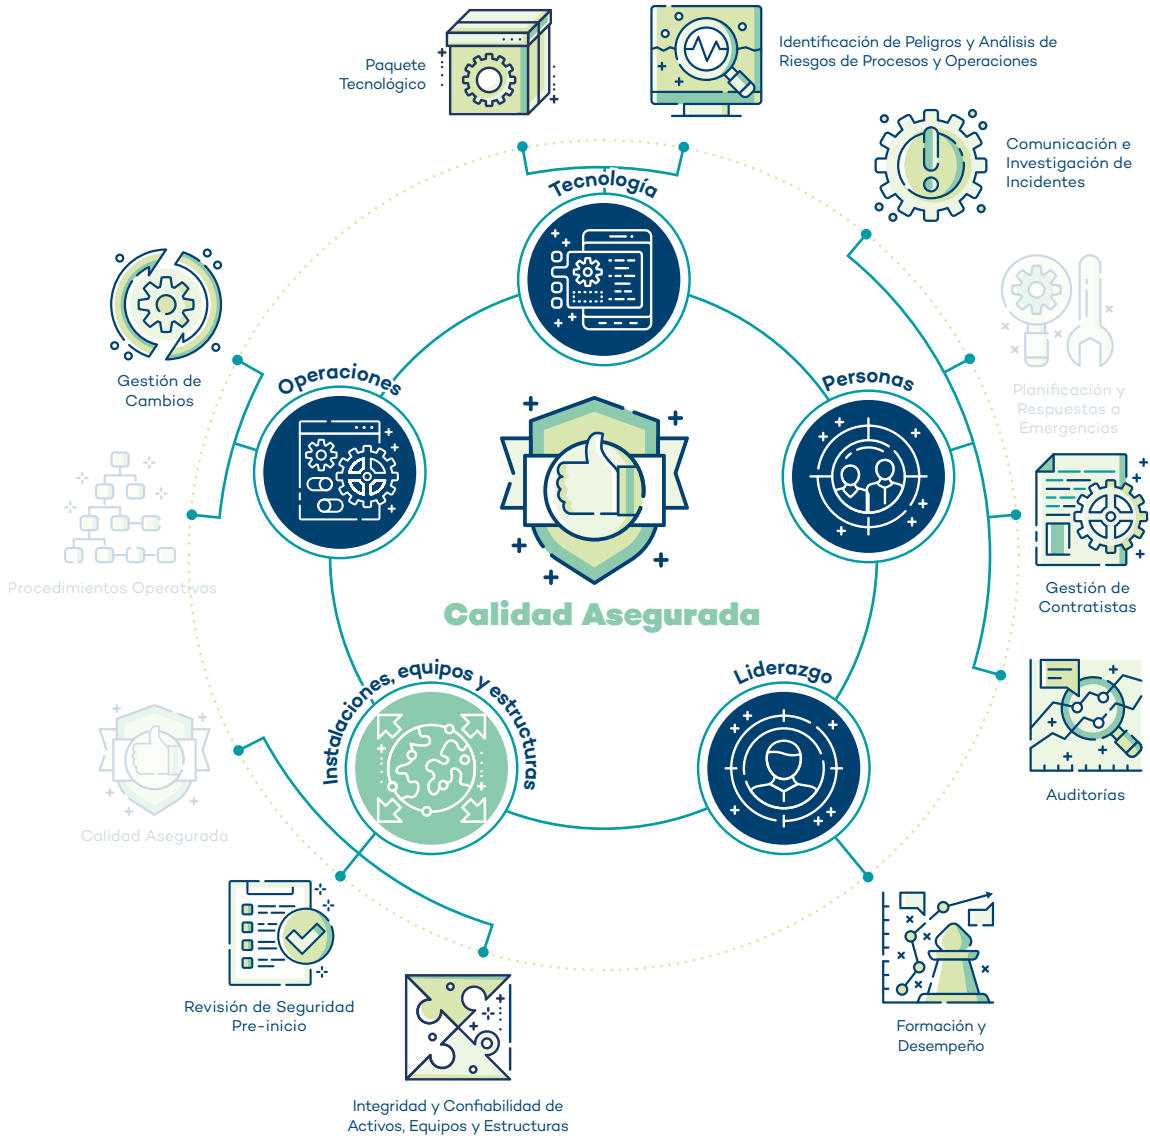 Paquete
Tecnológico
Identificación de Peligros y Análisis de
Riesgos de Procesos y Operaciones
Comunicación e
Investigación de
Incidentes
Tecnología
Gestión de
Cambios
Operaciones
Personas
Planificación y
Respuestas a
Emergencias
Procedimientos Operativos
Gestión de
Contratistas
Calidad Asegurada
Instalaciones, equipos y estructuras
Liderazgo
Auditorías
Calidad Asegurada
Revisión de Seguridad
Pre-inicio
Formación y
Desempeño
Integridad y Confiabilidad de
Activos, Equipos y Estructuras